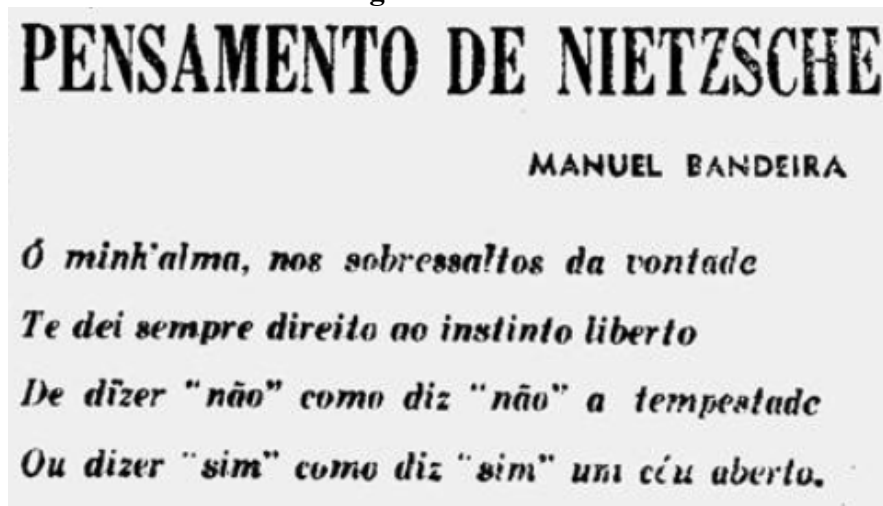 PENSAMENTO DE NIETZSCHE
MANUEL BANDEIRA
Ó minh'alma, nos sobressaltos da vontade
Te dei sempre direito ao instinto liberto
De dizer "não" como diz "não" a tempestade
Ou dizer "sim" como diz "sim" um céu aberto.